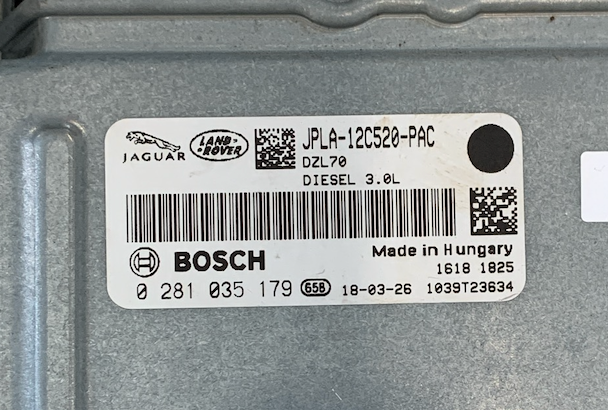 JAGUAR
LAND-
ROVER
JPLA-12C520-PAC
DZL70
DIESEL 3.0L
BOSCH
Made in Hungary
1618 1825
0 281 035 179 65B 18-03-26 1039T23634